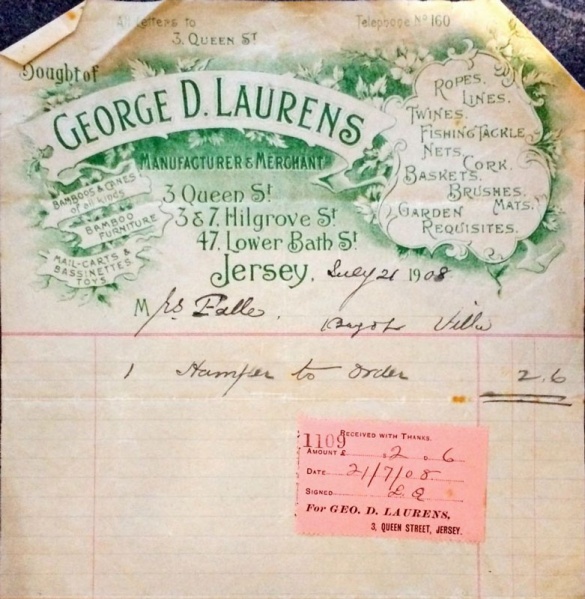 All Letters to
3. Queen St
Telephone No 160
Bought of
George D. Laurens
Manufacturer & Merchant
Bamboos & Canes
of all kinds
Bamboo
Furniture
Mail-Carts &
Bassinettes
Toys
3 Queen St
3 & 7. Hilgrove St
47. Lower Bath St
Jersey,
Ropes.
Lines.
Twines.
Fishing Tackle
Nets.
Cork.
Baskets.
Brushes.
Mats.
Garden
Requisites.
July 21 1908
Mrs Falle.
Bagot Villa
1 Hamper to order 2.6
1109
Received with Thanks.
Amount £ .2.6
Date 21/7/08
Signed
For GEO. D. LAURENS,
3, QUEEN STREET, JERSEY.